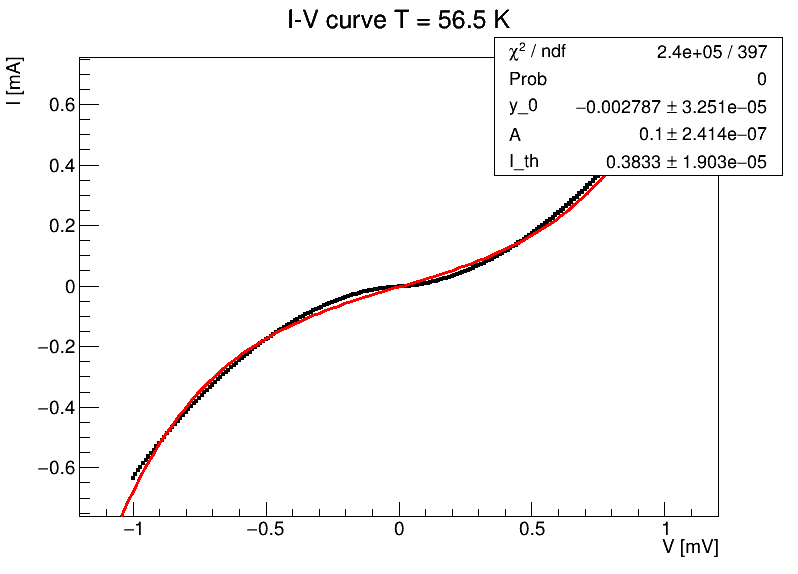 I-V curve T = 56.5 K
I [mA]
χ² / ndf 2.4e+05 / 397
Prob 0
y_0 −0.002787 ± 3.251e−05
A 0.1 ± 2.414e−07
I_th 0.3833 ± 1.903e−05
0.6
0.4
0.2
0
−0.2
−0.4
−0.6
−1 −0.5 0 0.5 1
V [mV]